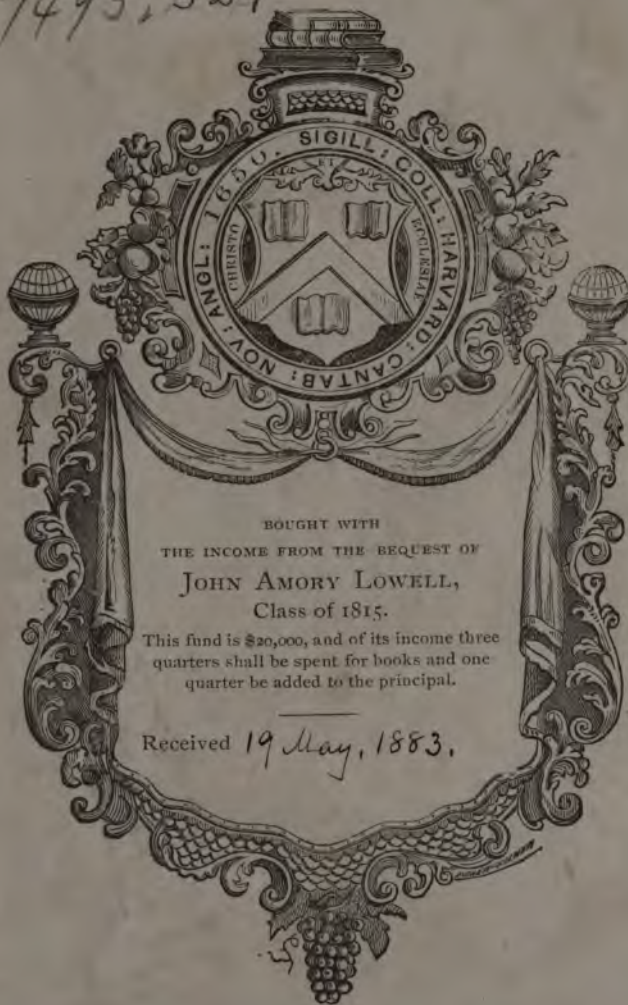 SIGILL: COLL: HARVARD: CANTAB: NOV: ANGL: 1650.
ET
CHRISTO
ECCLESIAE
BOUGHT WITH
THE INCOME FROM THE BEQUEST OF
JOHN AMORY LOWELL,
Class of 1815.
This fund is $20,000, and of its income three
quarters shall be spent for books and one
quarter be added to the principal.
Received 19 May, 1883.